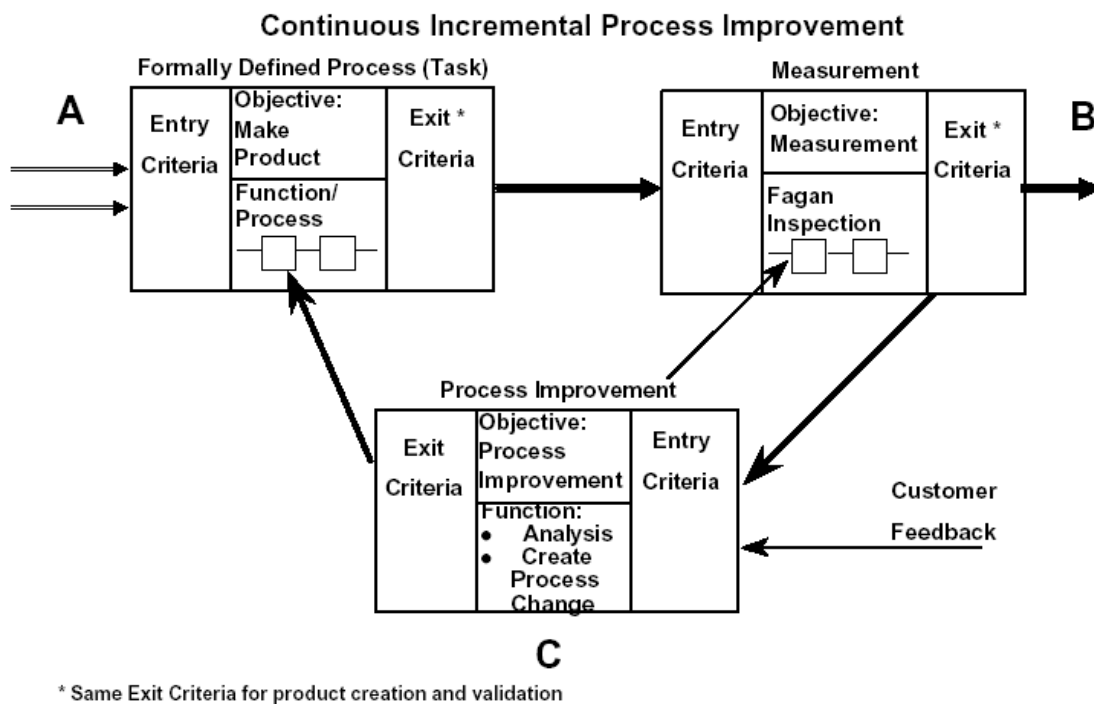 Continuous Incremental Process Improvement
Formally Defined Process (Task)
A
Entry
Criteria
Objective:
Make
Product
Function/
Process
Exit *
Criteria
Measurement
Entry
Criteria
Objective:
Measurement
Fagan
Inspection
Exit *
Criteria
B
Process Improvement
Exit
Criteria
Objective:
Process
Improvement
Function:
● Analysis
● Create
Process
Change
Entry
Criteria
Customer
Feedback
C
* Same Exit Criteria for product creation and validation